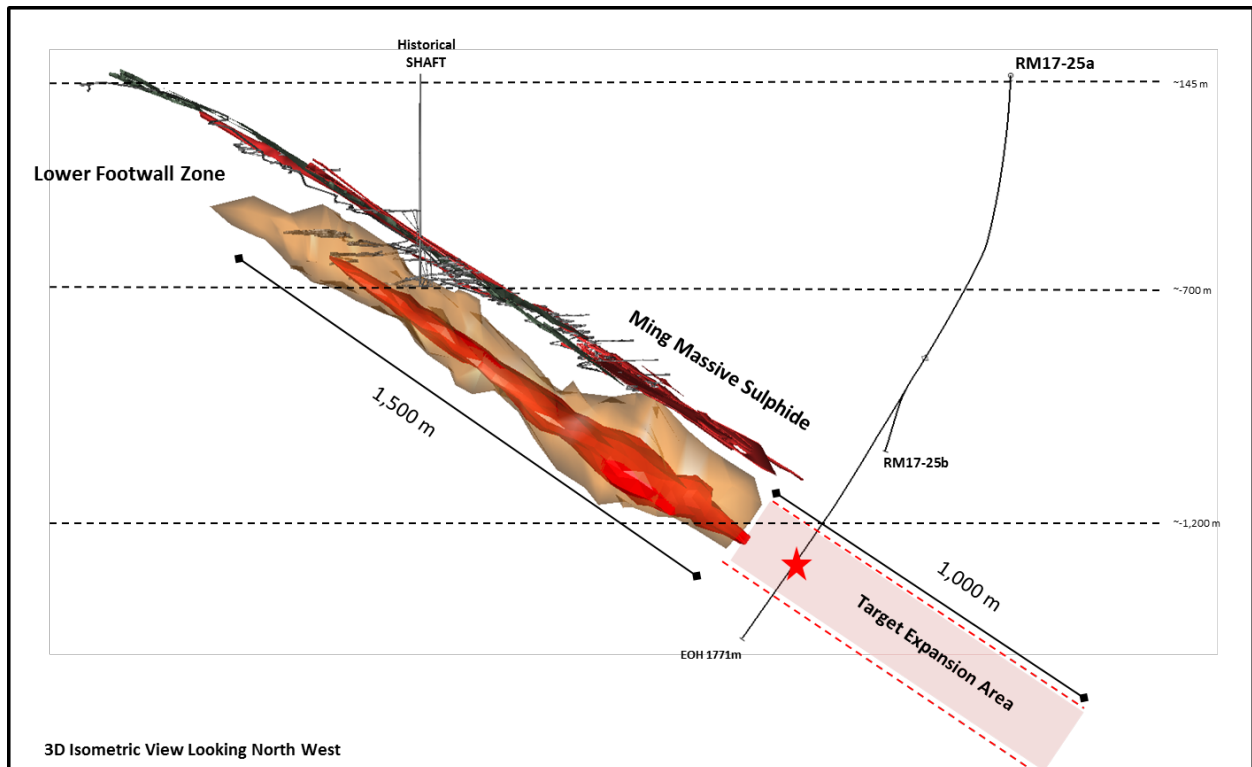 Historical
SHAFT
RM17-25a
~145 m
Lower Footwall Zone
~-700 m
Ming Massive Sulphide
1,500 m
RM17-25b
~-1,200 m
1,000 m
Target Expansion Area
EOH 1771m
3D Isometric View Looking North West